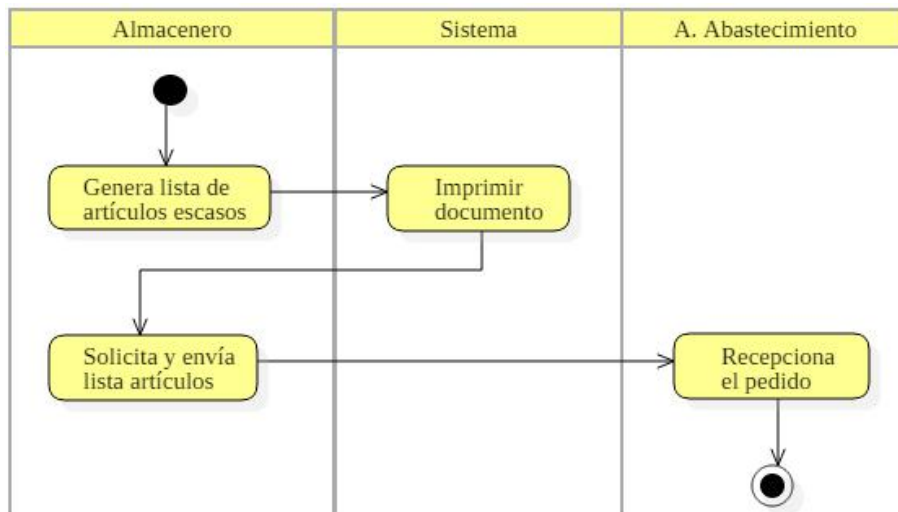 Almacenero
Sistema
A. Abastecimiento
Genera lista de
artículos escasos
Imprimir
documento
Solicita y envía
lista artículos
Recepciona
el pedido